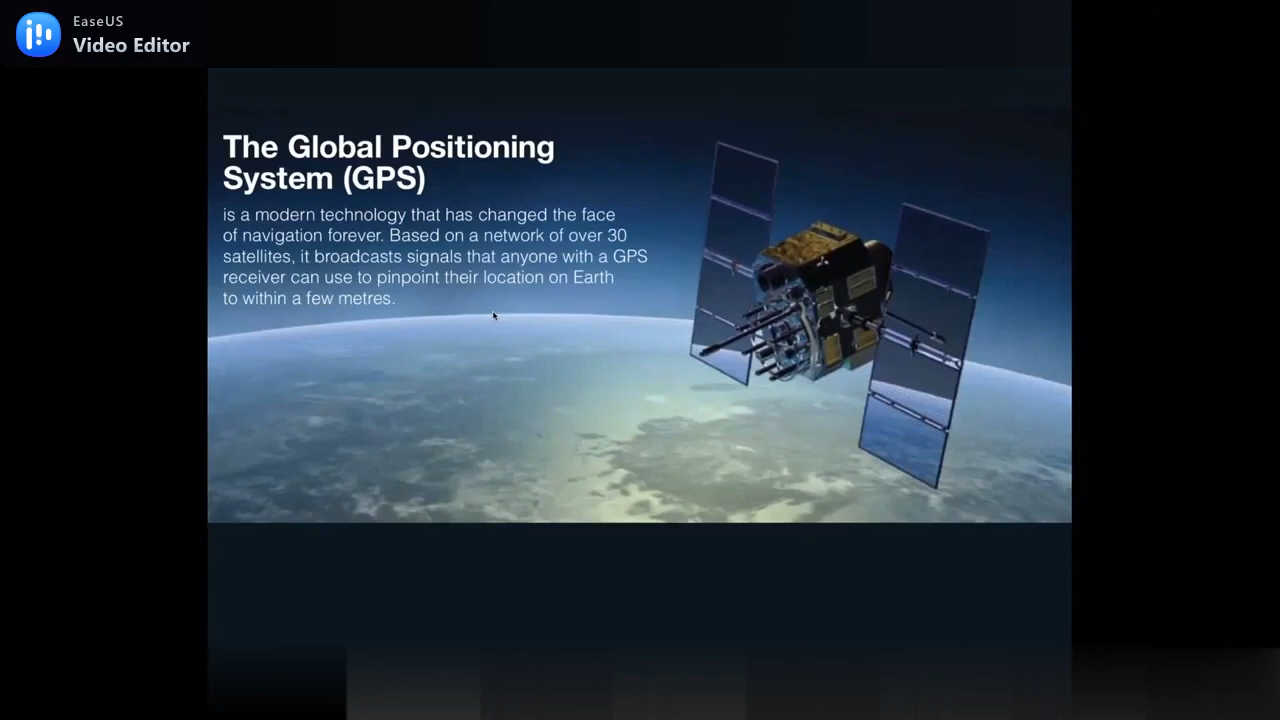 EaseUS
Video Editor
The Global Positioning
System (GPS)
is a modern technology that has changed the face
of navigation forever. Based on a network of over 30
satellites, it broadcasts signals that anyone with a GPS
receiver can use to pinpoint their location on Earth
to within a few metres.